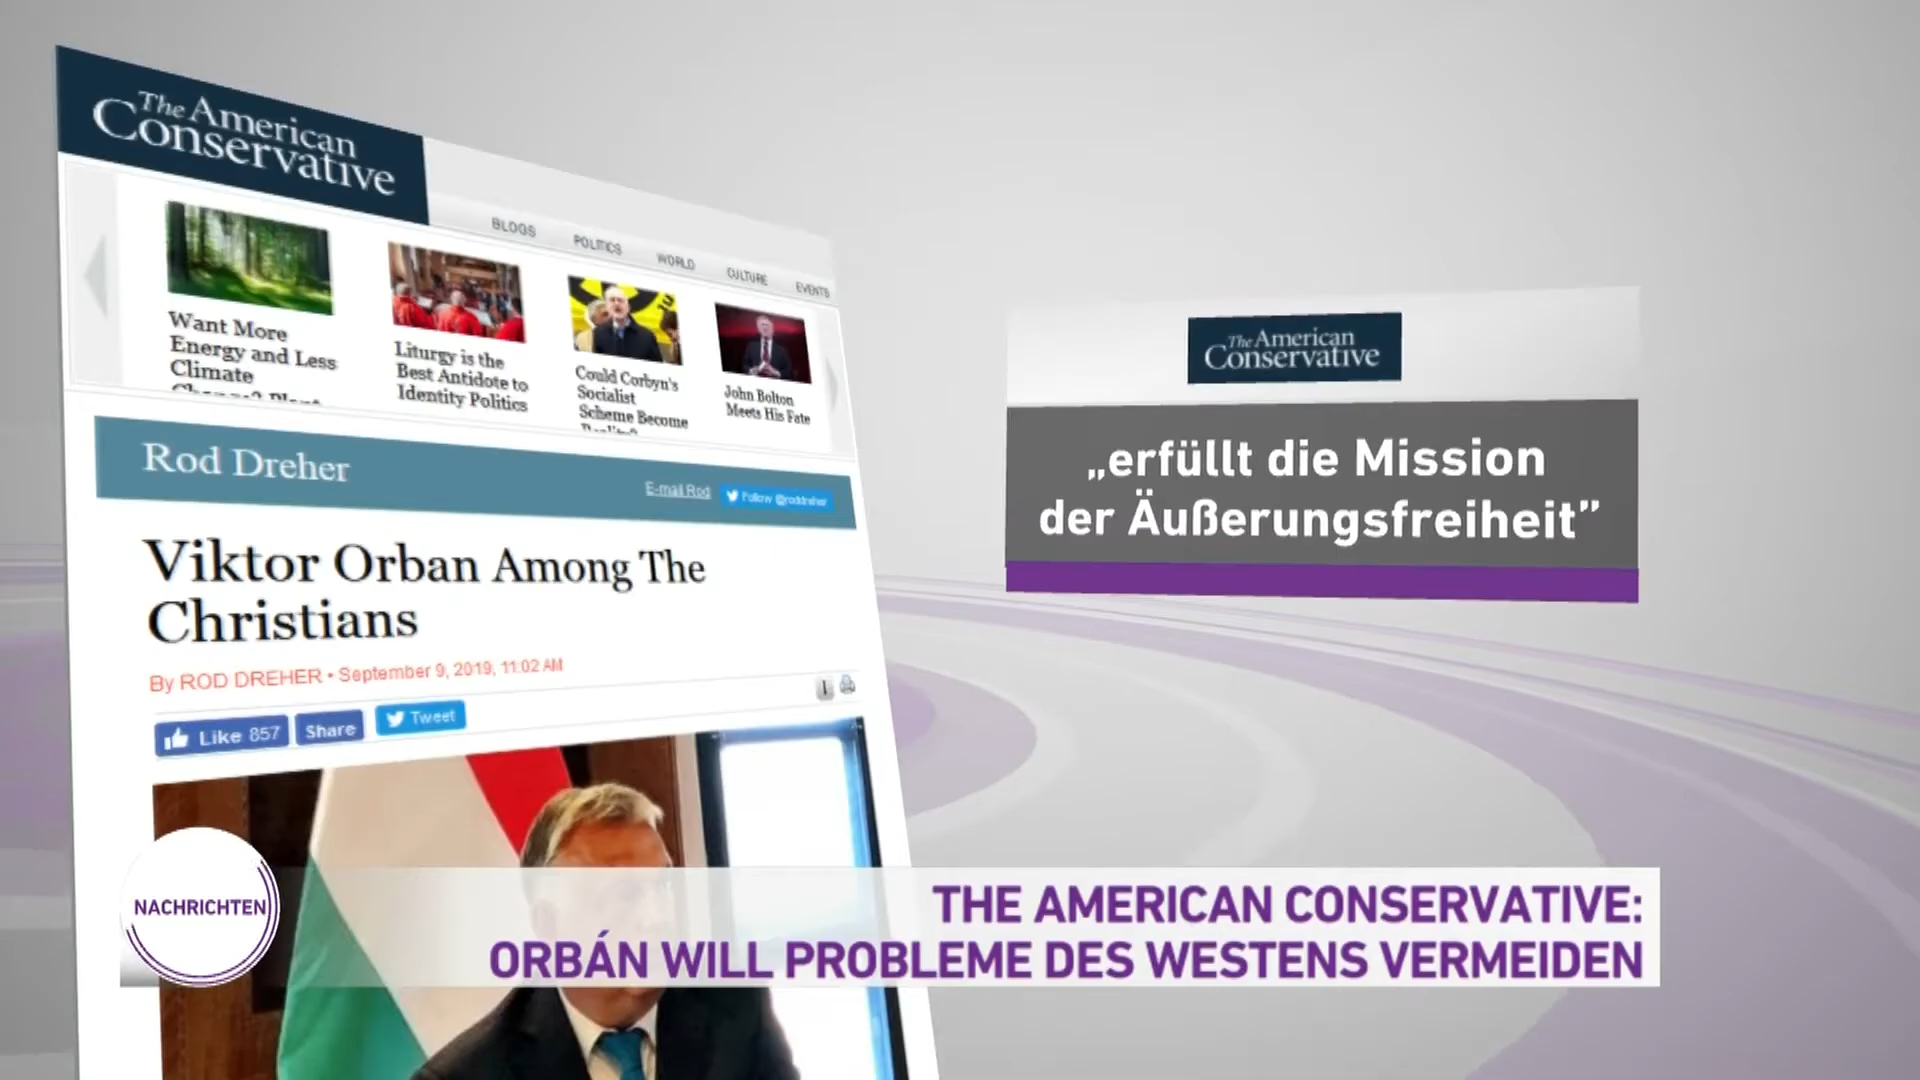 The American
Conservative
BLOGS
POLITICS
WORLD
CULTURE
EVENTS
Want More
Energy and Less
Climate
Liturgy is the
Best Antidote to
Identity Politics
Could Corbyn's
Socialist
Scheme Become
John Bolton
Meets His Fate
Rod Dreher
E-mail Rod
Follow @roddreher
Viktor Orban Among The
Christians
By ROD DREHER • September 9, 2019, 11:02 AM
Like 857
Share
Tweet
The American
Conservative
„erfüllt die Mission
der Äußerungsfreiheit”
NACHRICHTEN
THE AMERICAN CONSERVATIVE:
ORBÁN WILL PROBLEME DES WESTENS VERMEIDEN